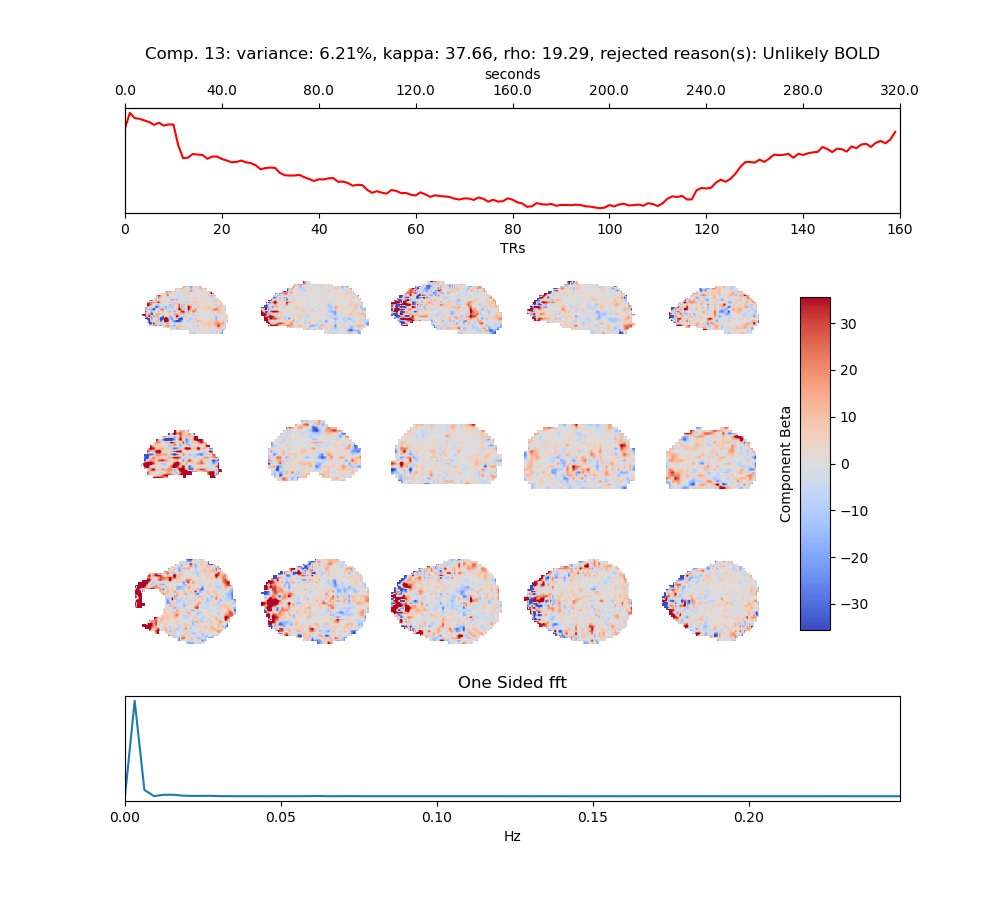 Comp. 13: variance: 6.21%, kappa: 37.66, rho: 19.29, rejected reason(s): Unlikely BOLD
seconds
0.0 40.0 80.0 120.0 160.0 200.0 240.0 280.0 320.0
0 20 40 60 80 100 120 140 160
TRs
30
20
10
0
−10
−20
−30
Component Beta
One Sided fft
0.00 0.05 0.10 0.15 0.20
Hz